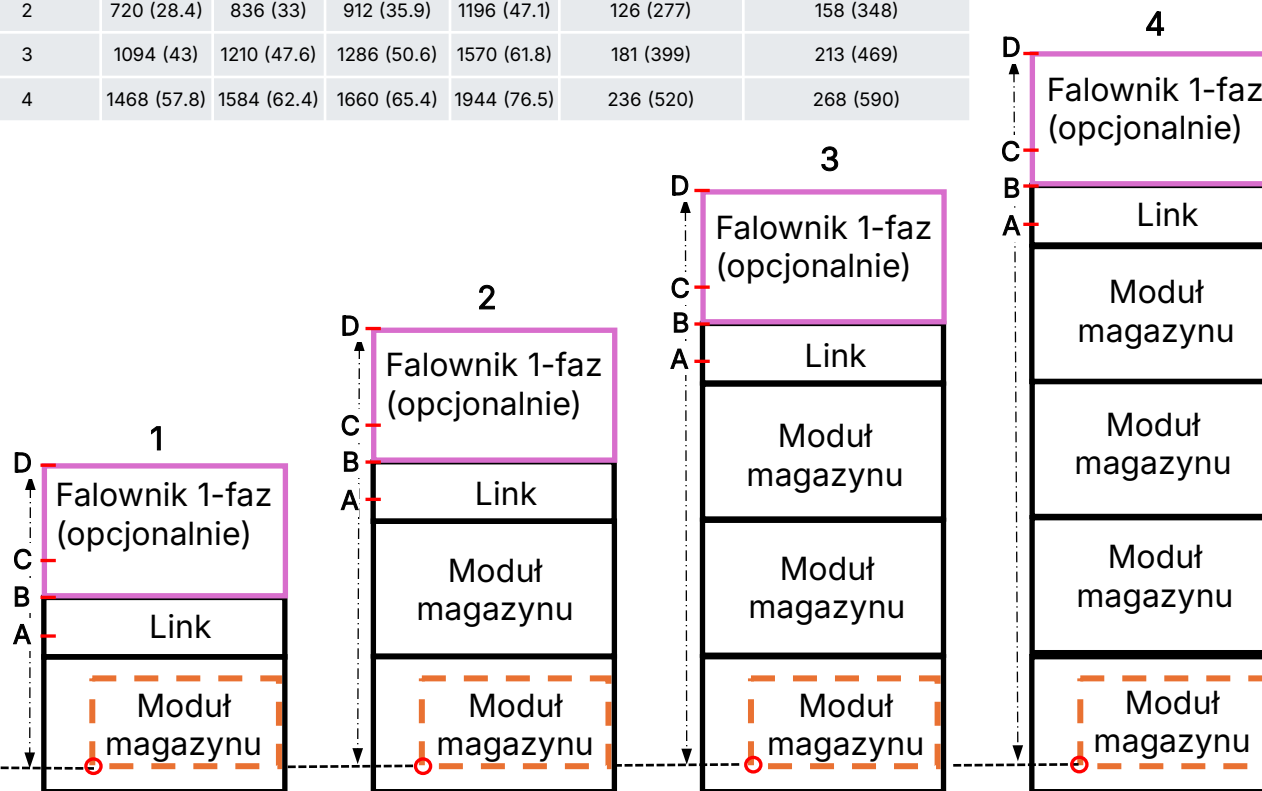 2 720 (28.4) 836 (33) 912 (35.9) 1196 (47.1) 126 (277) 158 (348)
3 1094 (43) 1210 (47.6) 1286 (50.6) 1570 (61.8) 181 (399) 213 (469)
4 1468 (57.8) 1584 (62.4) 1660 (65.4) 1944 (76.5) 236 (520) 268 (590)
1
D
Falownik 1-faz
(opcjonalnie)
C
B
A
Link
Moduł
magazynu
2
D
Falownik 1-faz
(opcjonalnie)
C
B
A
Link
Moduł
magazynu
Moduł
magazynu
3
D
Falownik 1-faz
(opcjonalnie)
C
B
A
Link
Moduł
magazynu
Moduł
magazynu
Moduł
magazynu
4
D
Falownik 1-faz
(opcjonalnie)
C
B
A
Link
Moduł
magazynu
Moduł
magazynu
Moduł
magazynu
Moduł
magazynu